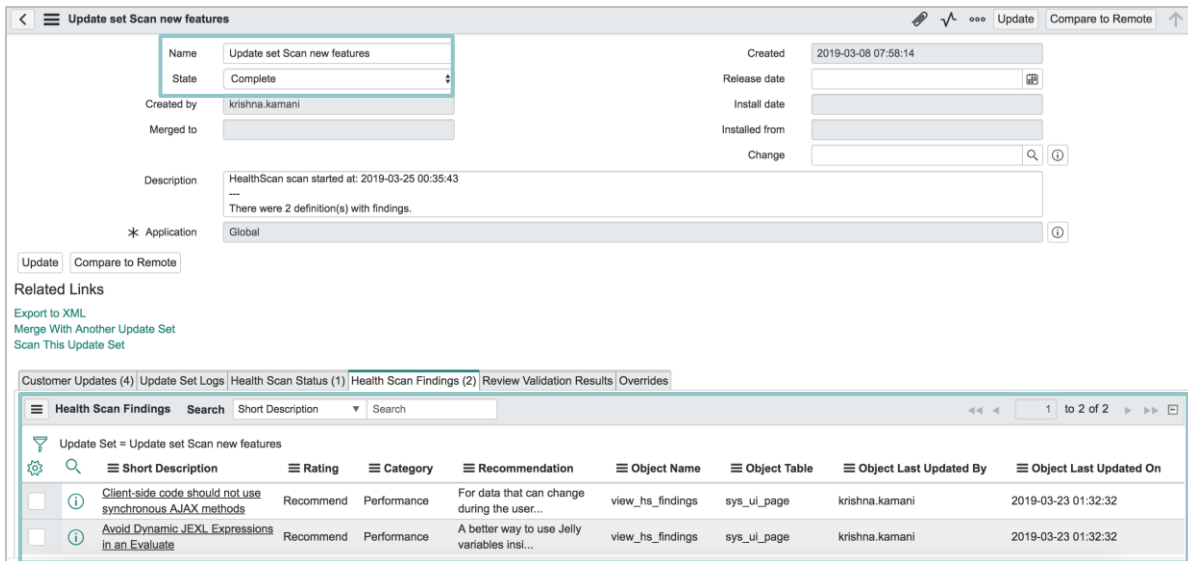 Update set Scan new features
Update
Compare to Remote
Name
Update set Scan new features
Created
2019-03-08 07:58:14
State
Complete
Release date
Created by
krishna.kamani
Install date
Merged to
Installed from
Change
Description
HealthScan scan started at: 2019-03-25 00:35:43
---
There were 2 definition(s) with findings.
Application
Global
Update
Compare to Remote
Related Links
Export to XML
Merge With Another Update Set
Scan This Update Set
Customer Updates (4) Update Set Logs Health Scan Status (1) Health Scan Findings (2) Review Validation Results Overrides
Health Scan Findings Search Short Description Search 1 to 2 of 2
Update Set = Update set Scan new features
Short Description Rating Category Recommendation Object Name Object Table Object Last Updated By Object Last Updated On
Client-side code should not use
synchronous AJAX methods
Recommend
Performance
For data that can change
during the user...
view_hs_findings
sys_ui_page
krishna.kamani
2019-03-23 01:32:32
Avoid Dynamic JEXL Expressions
in an Evaluate
Recommend
Performance
A better way to use Jelly
variables insi...
view_hs_findings
sys_ui_page
krishna.kamani
2019-03-23 01:32:32